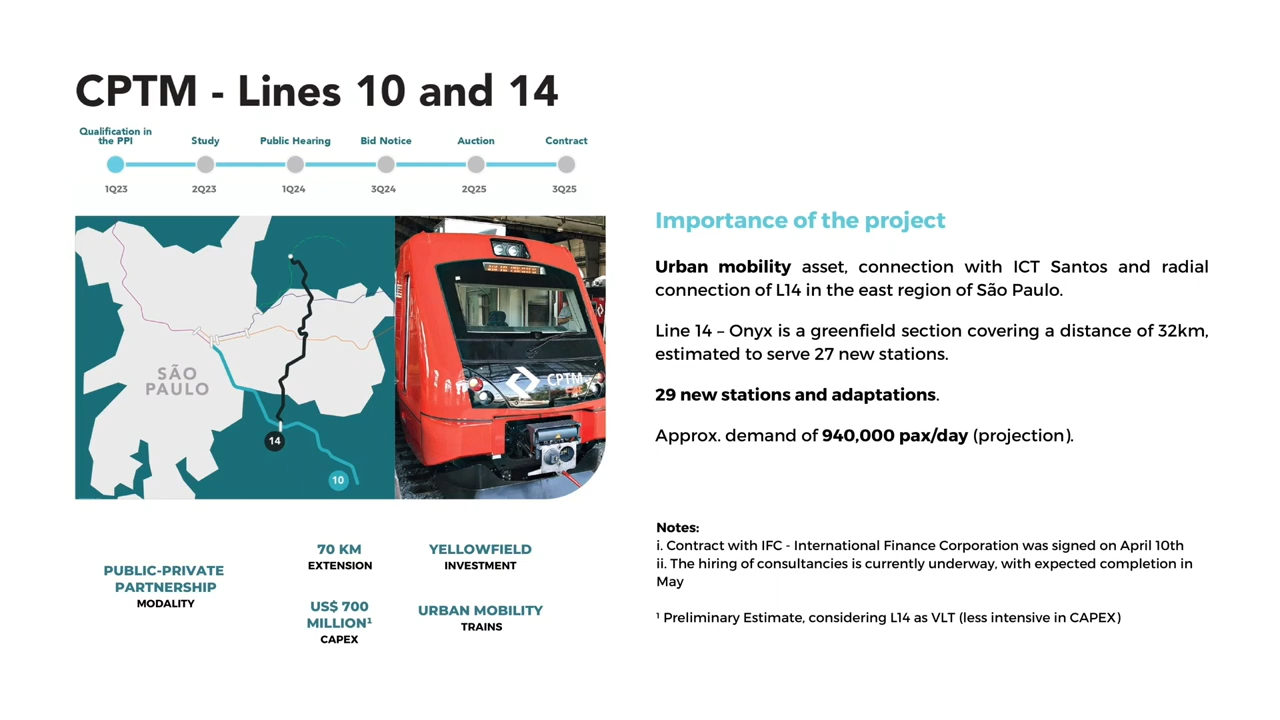 CPTM - Lines 10 and 14
Qualification in
the PPI
Study
Public Hearing
Bid Notice
Auction
Contract
1Q23
2Q23
1Q24
3Q24
2Q25
3Q25
SÃO
PAULO
14
10
CPTM
Importance of the project
Urban mobility asset, connection with ICT Santos and radial
connection of L14 in the east region of São Paulo.
Line 14 – Onyx is a greenfield section covering a distance of 32km,
estimated to serve 27 new stations.
29 new stations and adaptations.
Approx. demand of 940,000 pax/day (projection).
PUBLIC-PRIVATE
PARTNERSHIP
MODALITY
70 KM
EXTENSION
US$ 700
MILLION¹
CAPEX
YELLOWFIELD
INVESTMENT
URBAN MOBILITY
TRAINS
Notes:
i. Contract with IFC - International Finance Corporation was signed on April 10th
ii. The hiring of consultancies is currently underway, with expected completion in
May
¹ Preliminary Estimate, considering L14 as VLT (less intensive in CAPEX)